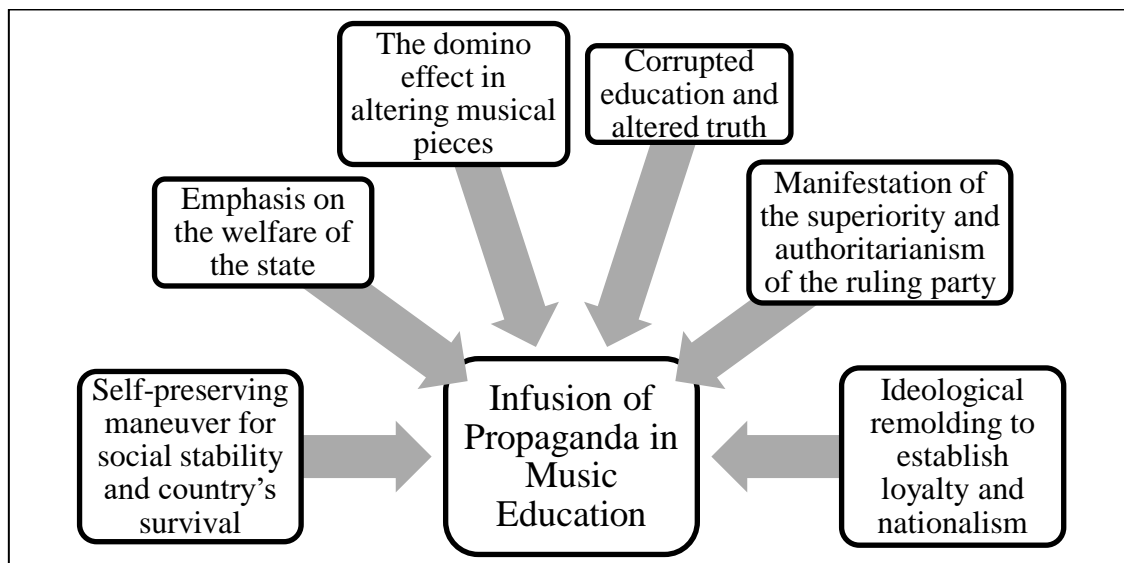 The domino
effect in
altering musical
pieces
Corrupted
education and
altered truth
Emphasis on
the welfare of
the state
Manifestation of
the superiority and
authoritarianism
of the ruling party
Self-preserving
maneuver for
social stability
and country's
survival
Infusion of
Propaganda in
Music
Education
Ideological
remolding to
establish
loyalty and
nationalism